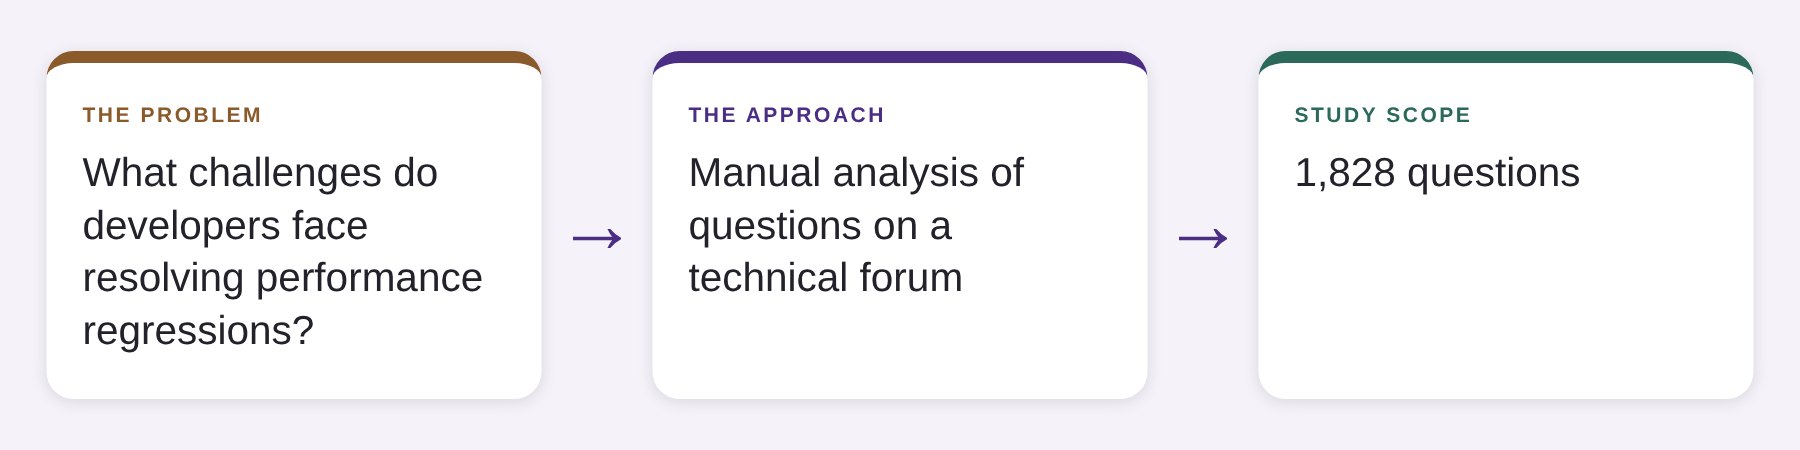 THE PROBLEM
What challenges do
developers face
resolving performance
regressions?
→
THE APPROACH
Manual analysis of
questions on a
technical forum
→
STUDY SCOPE
1,828 questions